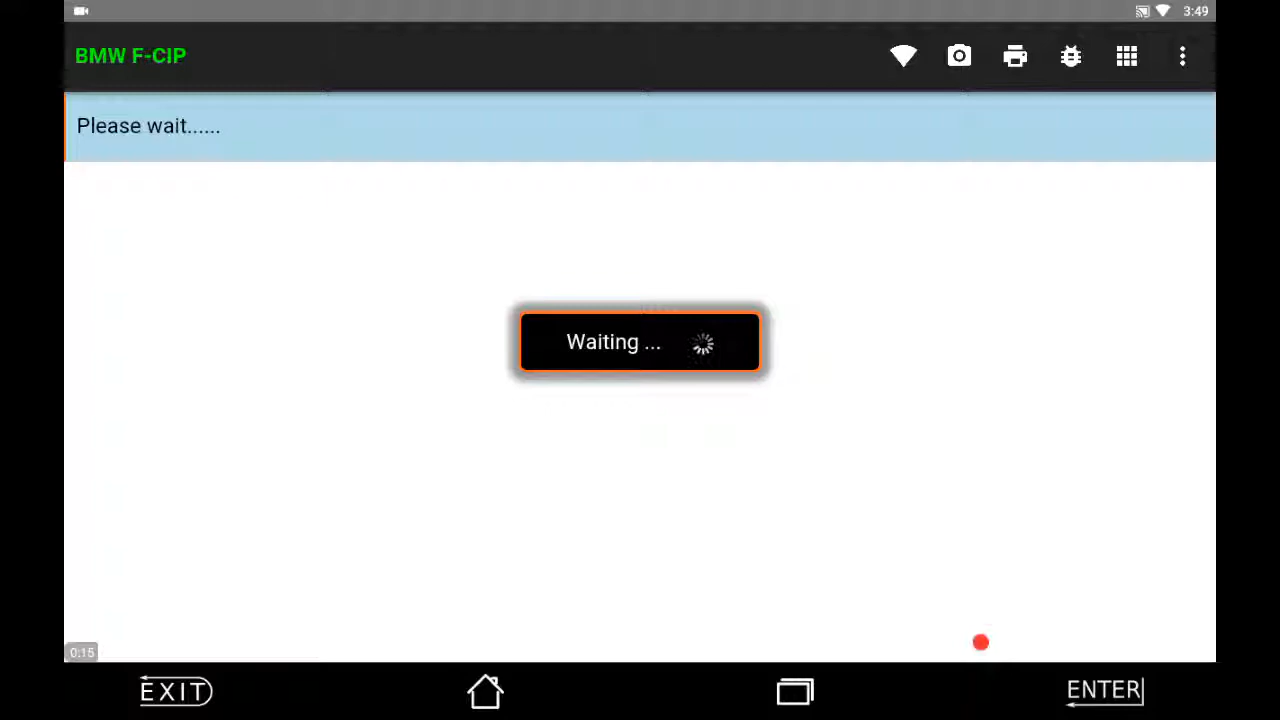 3:49
BMW F-CIP
Please wait......
Waiting ...
0:15
EXIT
ENTER